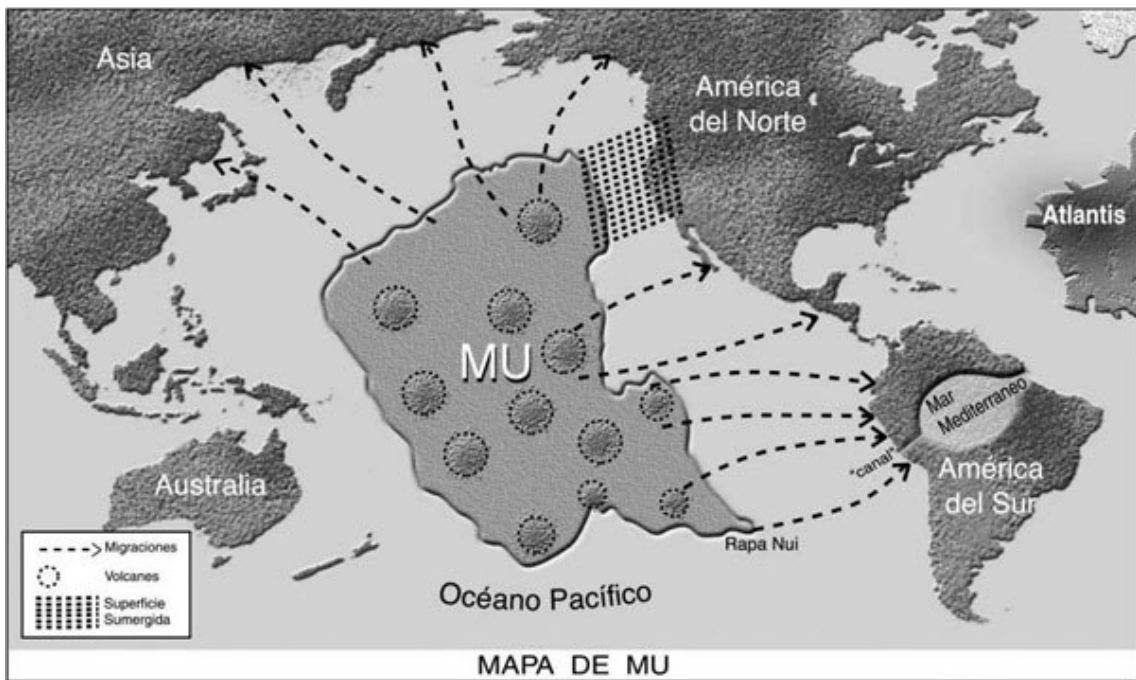 Ásia
América
del Norte
Atlantis
MU
Mar
Mediterraneo
"canal"
América
del Sur
Australia
Rapa Nui
Océano Pacífico
Migraciones
Volcanes
Superficie
Sumergida
MAPA DE MU